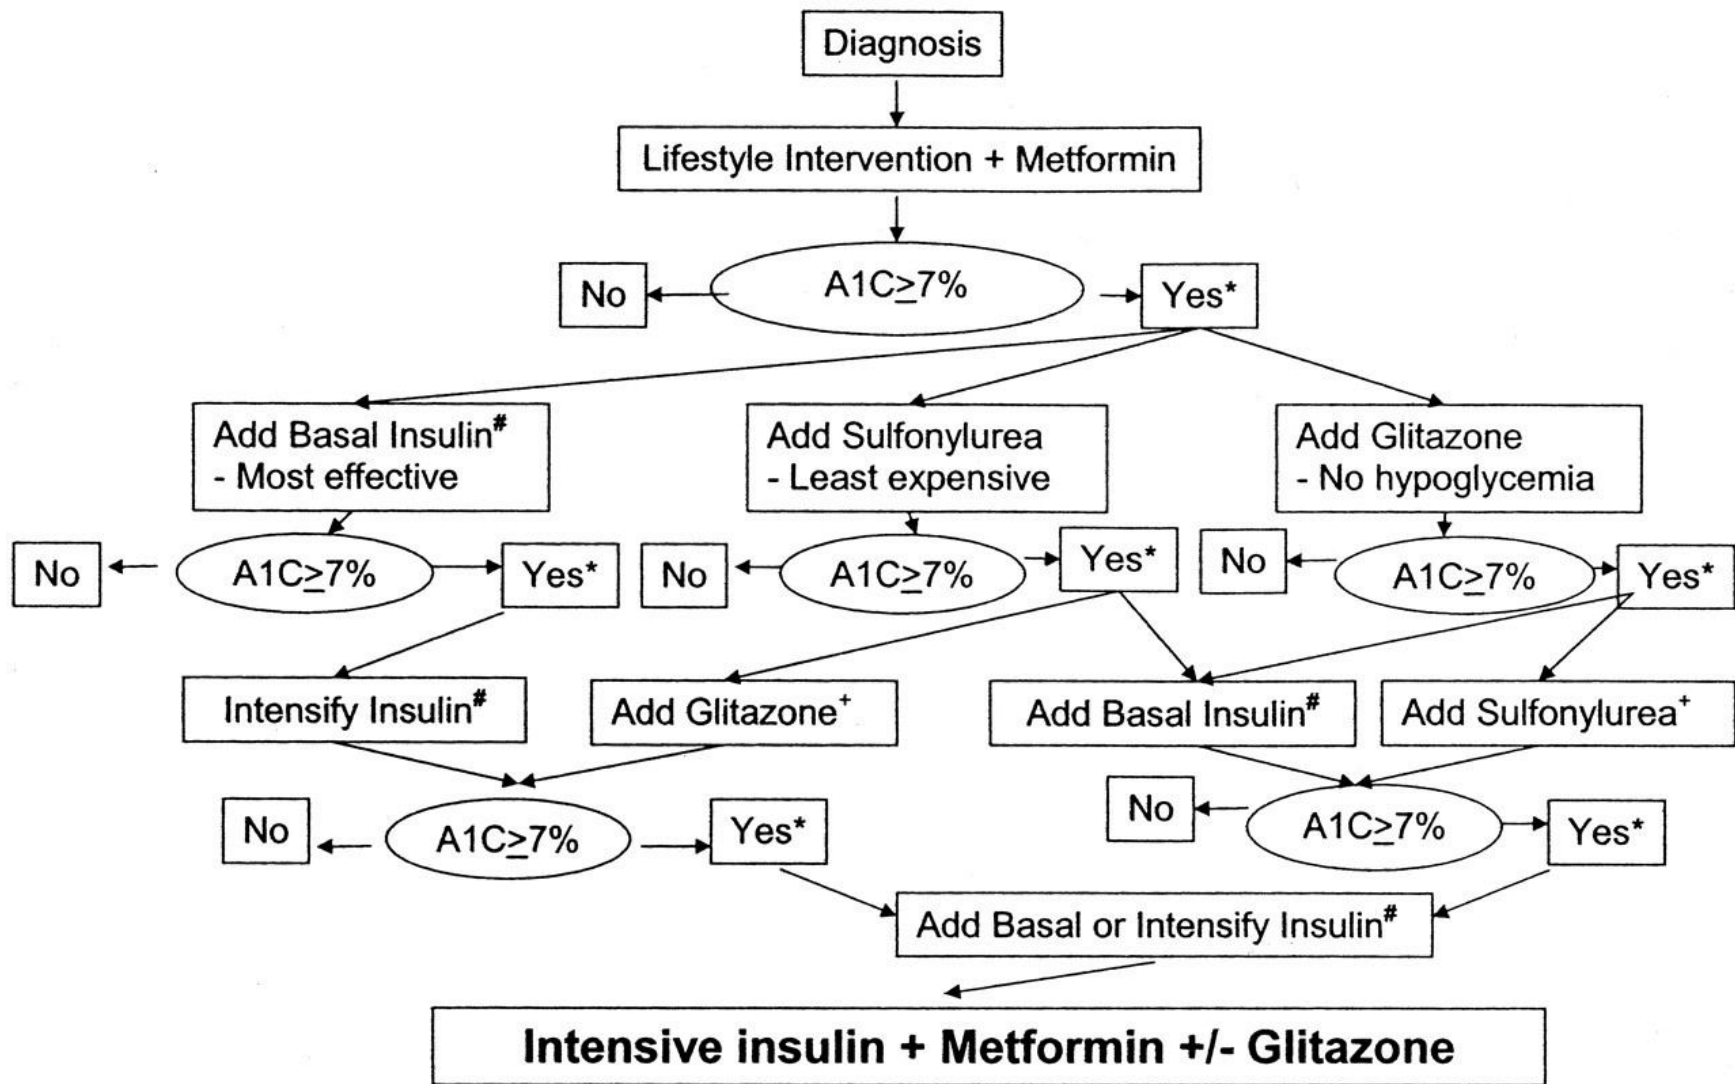 Diagnosis
Lifestyle Intervention + Metformin
A1C≥7%
No
Yes*
Add Basal Insulin#
- Most effective
Add Sulfonylurea
- Least expensive
Add Glitazone
- No hypoglycemia
No
A1C≥7%
Yes*
No
A1C≥7%
Yes*
No
A1C≥7%
Yes*
Intensify Insulin#
Add Glitazone+
Add Basal Insulin#
Add Sulfonylurea+
No
A1C≥7%
Yes*
No
A1C≥7%
Yes*
Add Basal or Intensify Insulin#
Intensive insulin + Metformin +/- Glitazone